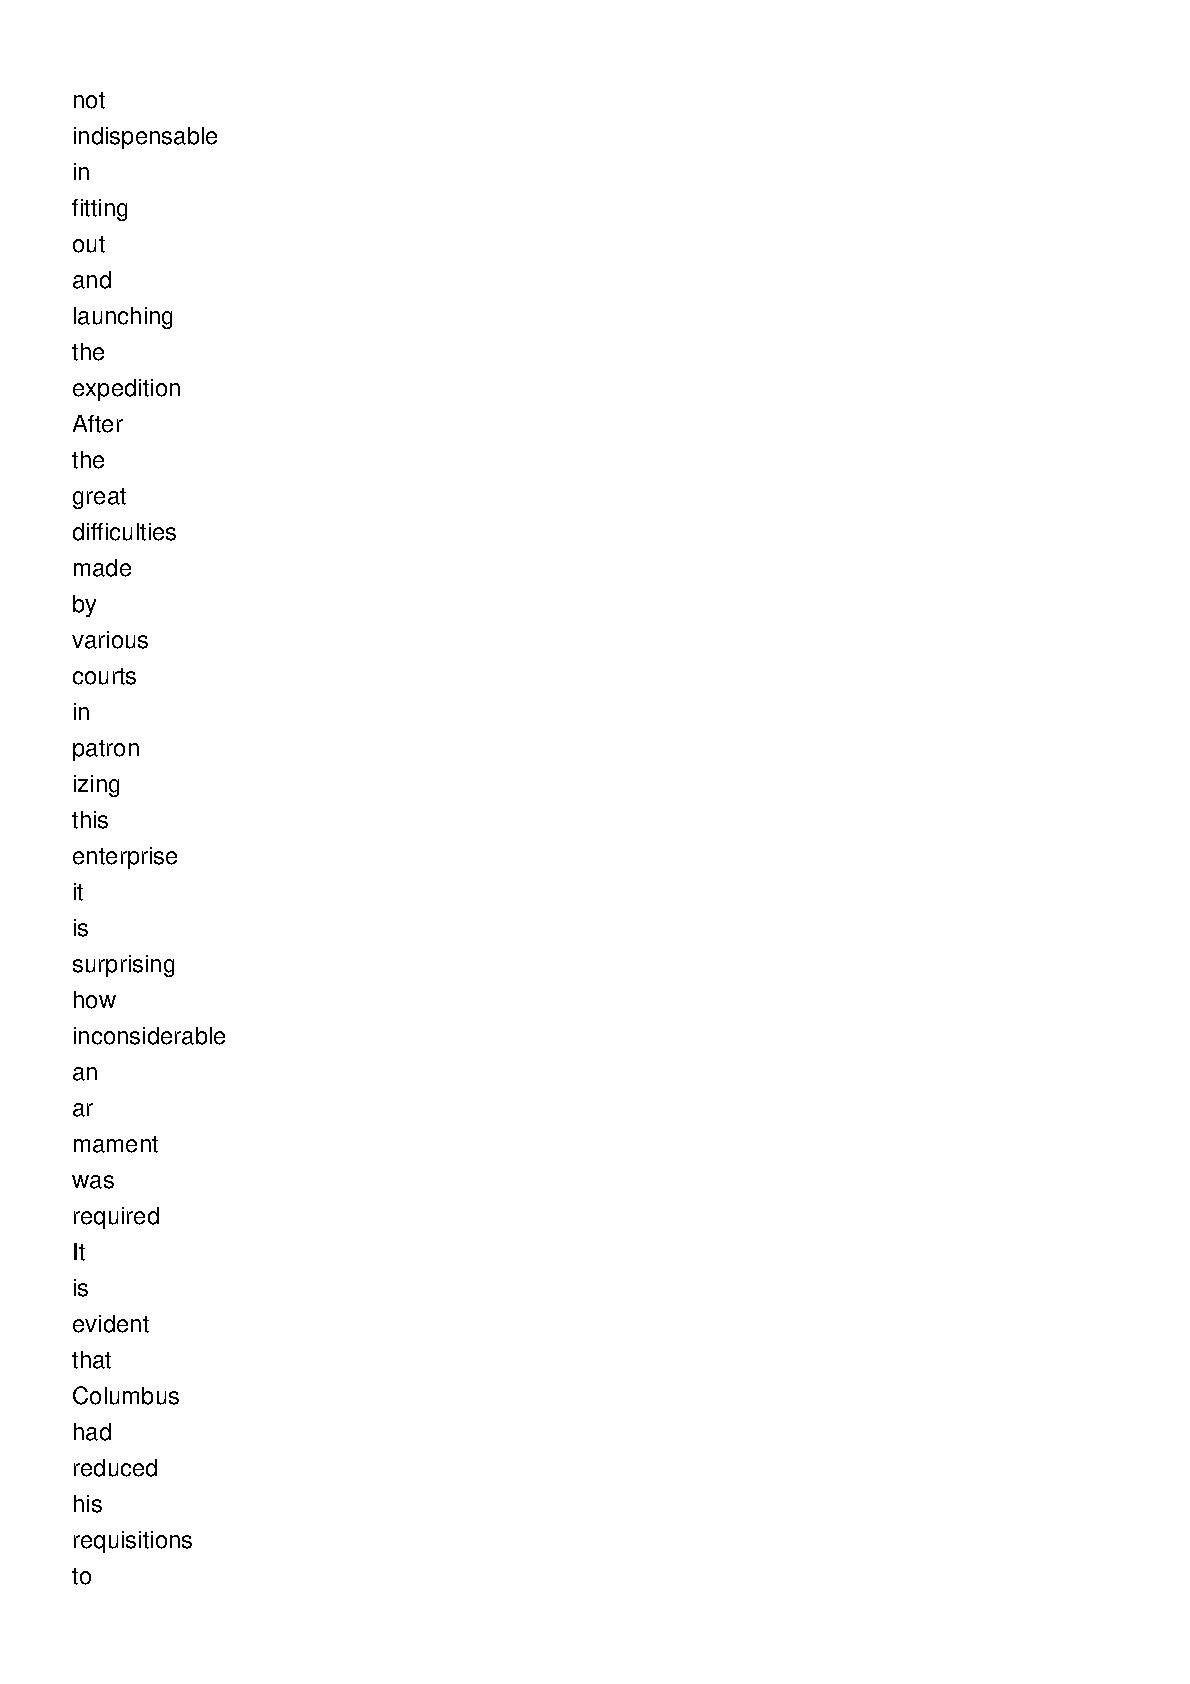 not
indispensable
in
fitting
out
and
launching
the
expedition
After
the
great
difficulties
made
by
various
courts
in
patron
izing
this
enterprise
it
is
surprising
how
inconsiderable
an
ar
mament
was
required
It
is
evident
that
Columbus
had
reduced
his
requisitions
to